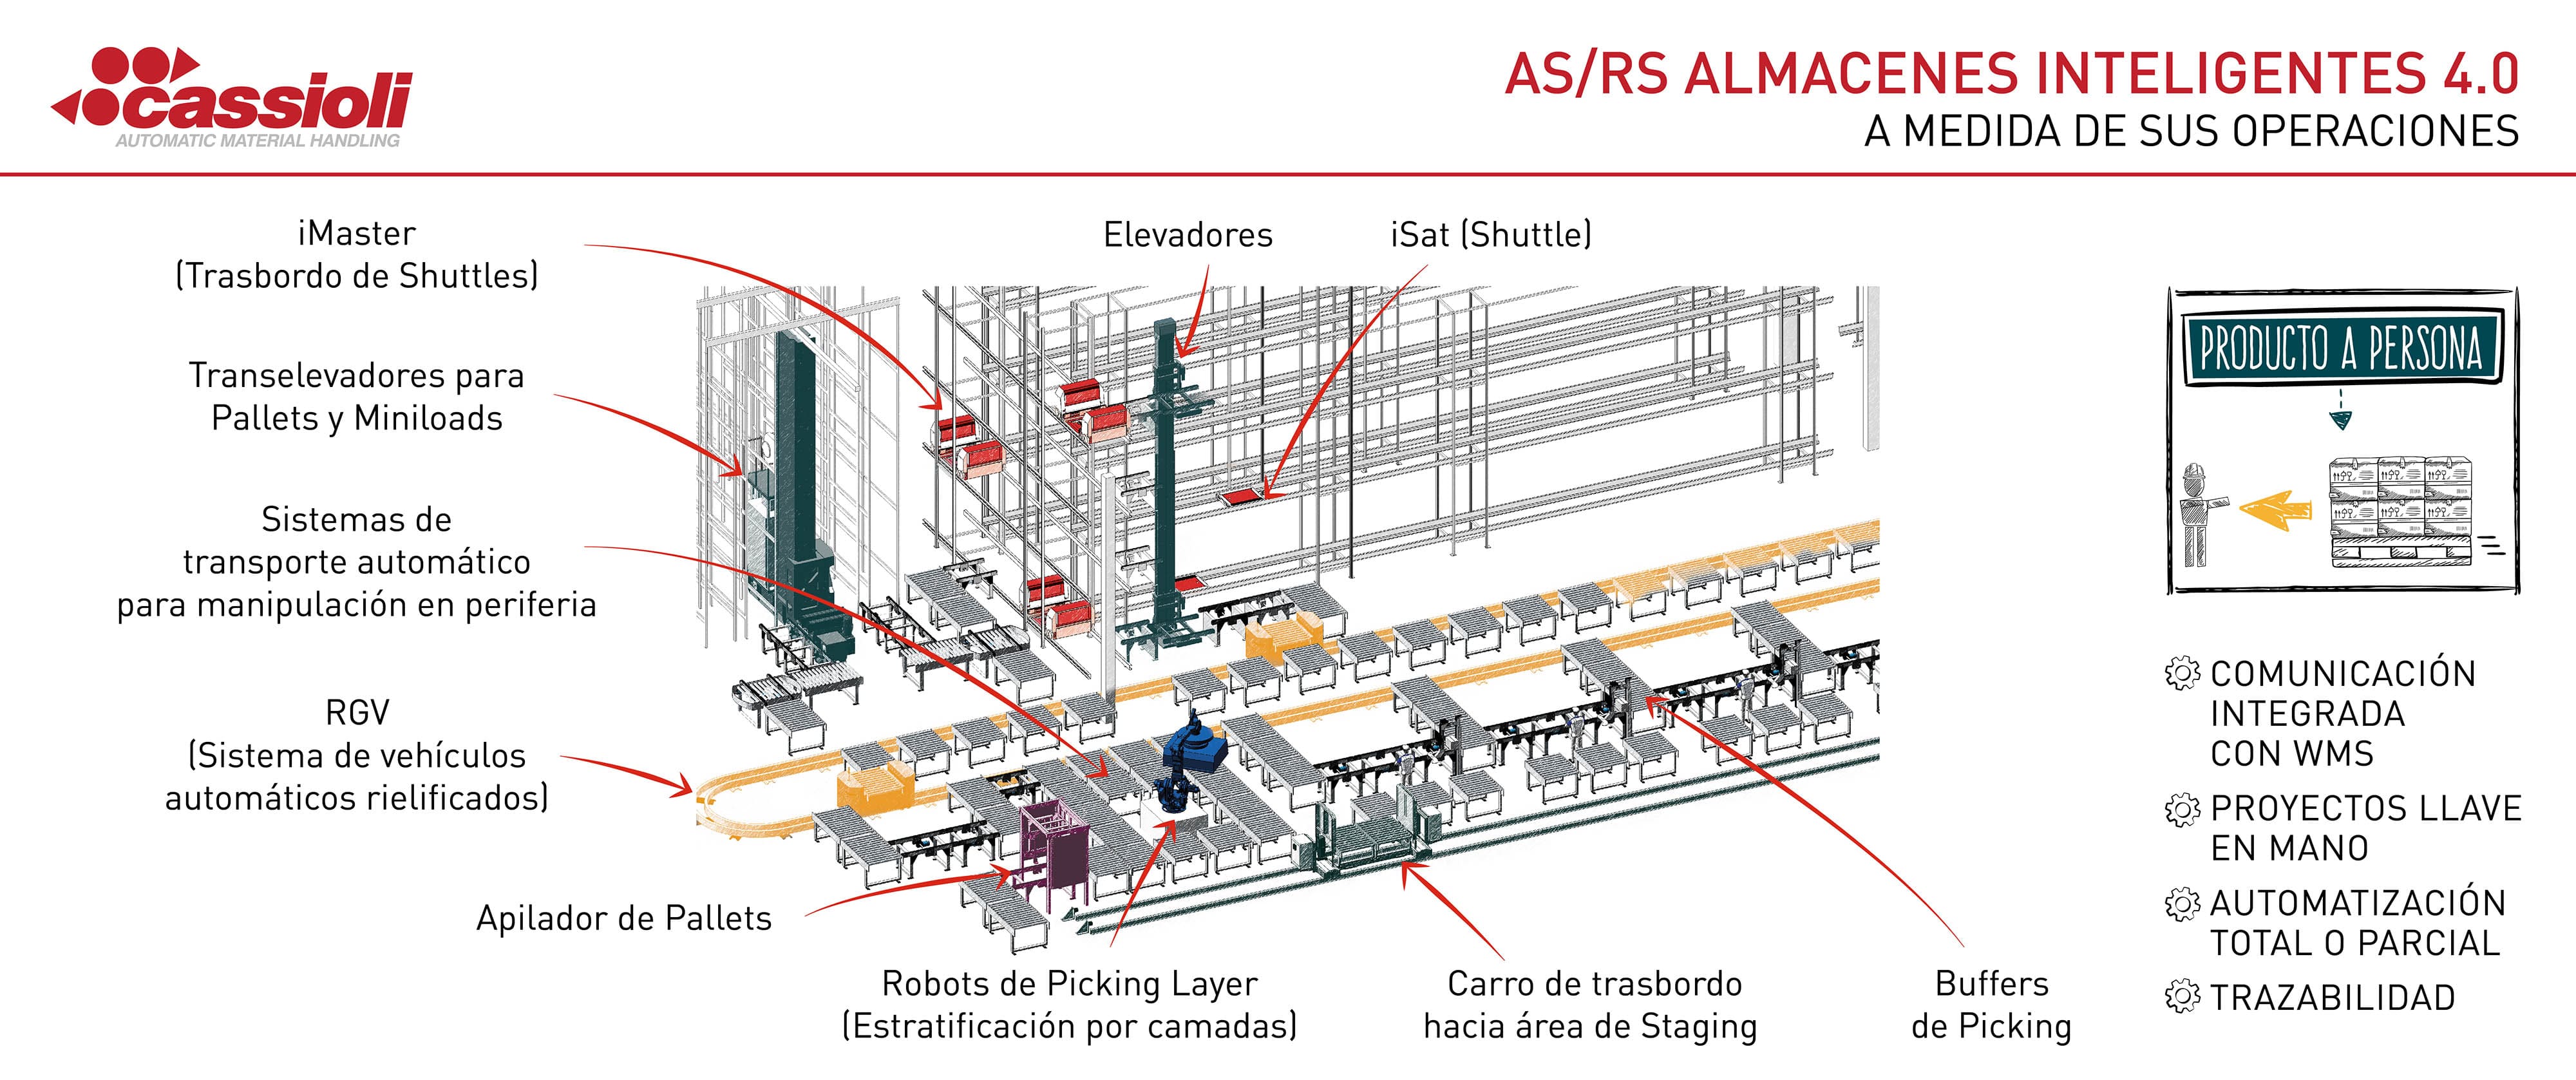 cassioli
AUTOMATIC MATERIAL HANDLING
AS/RS ALMACENES INTELIGENTES 4.0
A MEDIDA DE SUS OPERACIONES
iMaster
(Trasbordo de Shuttles)
Elevadores
iSat (Shuttle)
Transelevadores para
Pallets y Miniloads
Sistemas de
transporte automático
para manipulación en periferia
RGV
(Sistema de vehículos
automáticos rielificados)
Apilador de Pallets
Robots de Picking Layer
(Estratificación por camadas)
Carro de trasbordo
hacia área de Staging
Buffers
de Picking
PRODUCTO A PERSONA
COMUNICACIÓN
INTEGRADA
CON WMS
PROYECTOS LLAVE
EN MANO
AUTOMATIZACIÓN
TOTAL O PARCIAL
TRAZABILIDAD